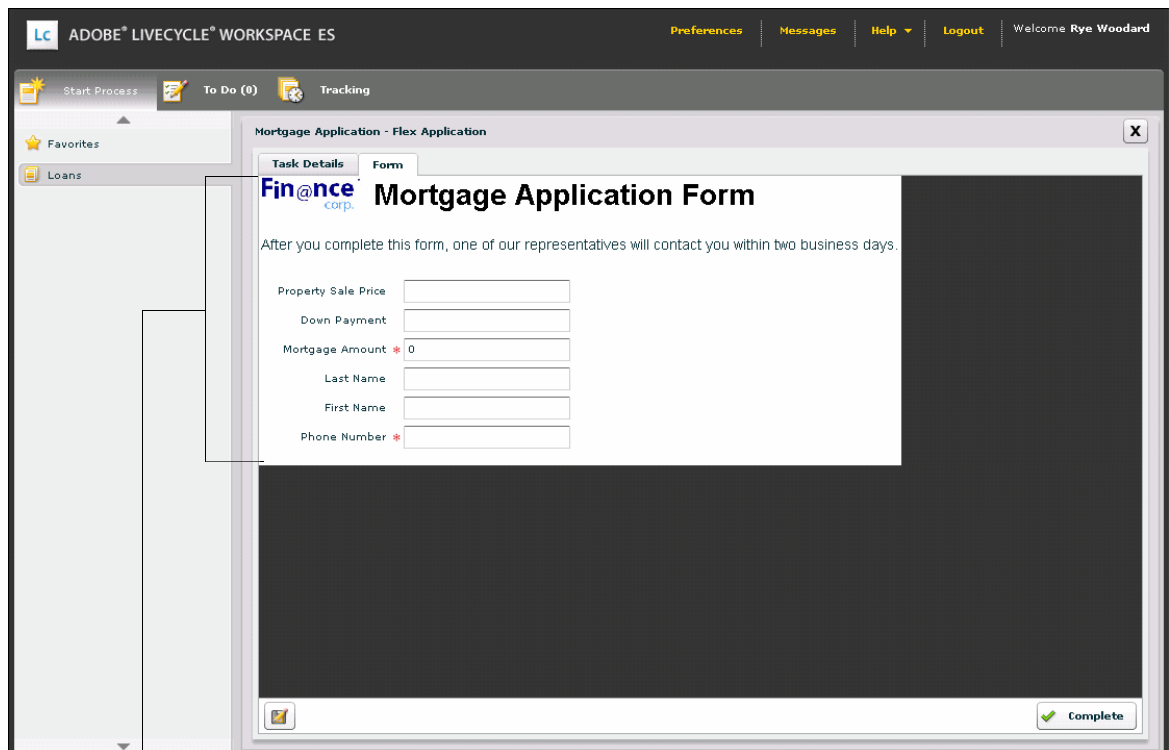 Lc ADOBE® LIVECYCLE® WORKSPACE ES
Preferences Messages Help Logout Welcome Rye Woodard
Start Process To Do (0) Tracking
Favorites
Loans
Mortgage Application - Flex Application X
Task Details Form
Fin@nce corp. Mortgage Application Form
After you complete this form, one of our representatives will contact you within two business days.
Property Sale Price
Down Payment
Mortgage Amount * 0
Last Name
First Name
Phone Number *
Complete